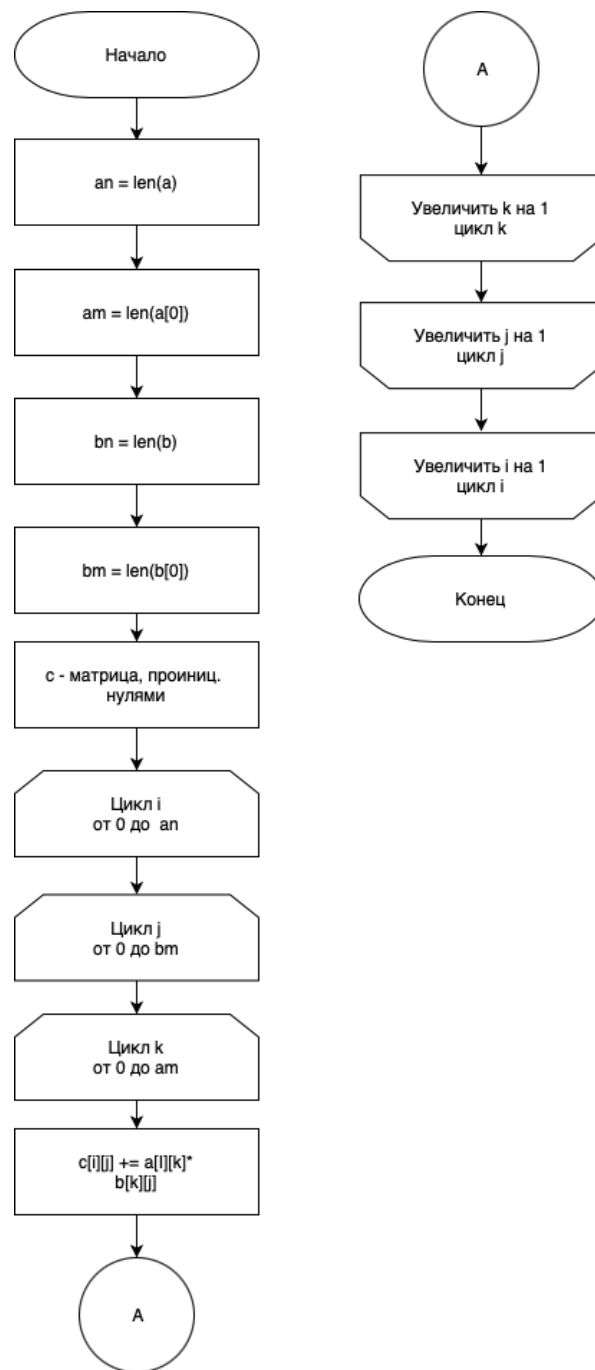 Начало
an = len(a)
am = len(a[0])
bn = len(b)
bm = len(b[0])
c - матрица, проиниц.
нулями
Цикл i
от 0 до an
Цикл j
от 0 до bm
Цикл k
от 0 до am
c[i][j] += a[I][k]*
b[k][j]
A
A
Увеличить k на 1
цикл k
Увеличить j на 1
цикл j
Увеличить i на 1
цикл i
Конец